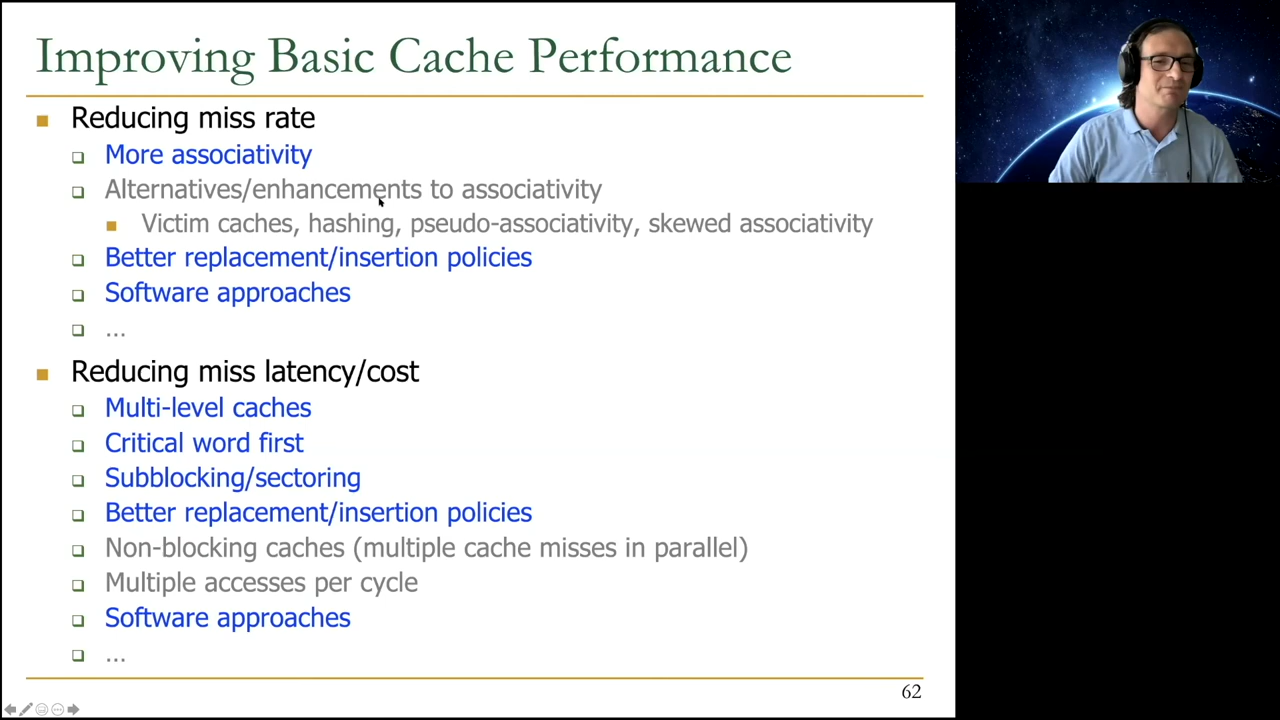 Improving Basic Cache Performance
Reducing miss rate
More associativity
Alternatives/enhancements to associativity
Victim caches, hashing, pseudo-associativity, skewed associativity
Better replacement/insertion policies
Software approaches
...
Reducing miss latency/cost
Multi-level caches
Critical word first
Subblocking/sectoring
Better replacement/insertion policies
Non-blocking caches (multiple cache misses in parallel)
Multiple accesses per cycle
Software approaches
...
62